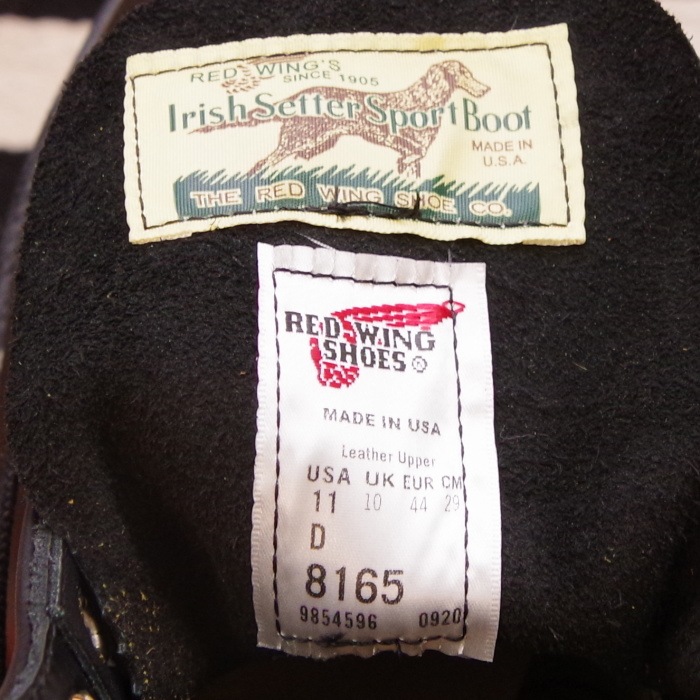 RED WING'S
SINCE 1905
Irish Setter Sport Boot
MADE IN
U.S.A.
THE RED WING SHOE CO.
RED WING
SHOES ®
MADE IN USA
Leather Upper
USA UK EUR CM
11 10 44 29
D
8165
9854596 0920